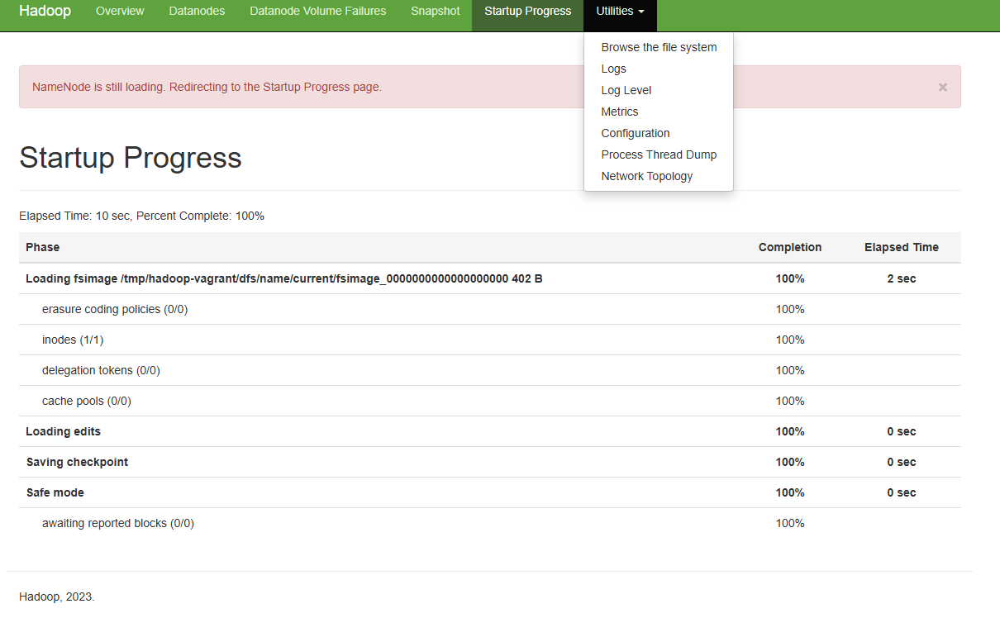 Hadoop Overview Datanodes Datanode Volume Failures Snapshot Startup Progress Utilities
Browse the file system
Logs
Log Level
Metrics
Configuration
Process Thread Dump
Network Topology
NameNode is still loading. Redirecting to the Startup Progress page. ×
Startup Progress
Elapsed Time: 10 sec, Percent Complete: 100%
Phase Completion Elapsed Time
Loading fsimage /tmp/hadoop-vagrant/dfs/name/current/fsimage_0000000000000000000 402 B 100% 2 sec
erasure coding policies (0/0) 100%
inodes (1/1) 100%
delegation tokens (0/0) 100%
cache pools (0/0) 100%
Loading edits 100% 0 sec
Saving checkpoint 100% 0 sec
Safe mode 100% 0 sec
awaiting reported blocks (0/0) 100%
Hadoop, 2023.